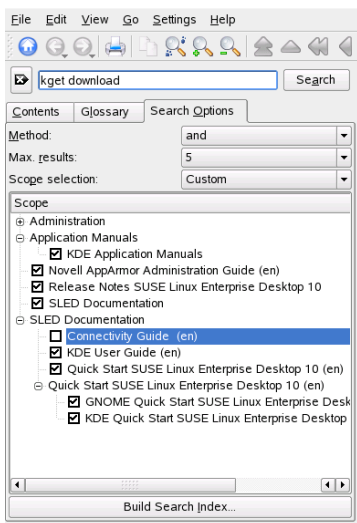 File Edit View Go Settings Help
kget download Search
Contents Glossary Search Options
Method: and
Max. results: 5
Scope selection: Custom
Scope
Administration
Application Manuals
KDE Application Manuals
Novell AppArmor Administration Guide (en)
Release Notes SUSE Linux Enterprise Desktop 10
SLED Documentation
SLED Documentation
Connectivity Guide (en)
KDE User Guide (en)
Quick Start SUSE Linux Enterprise Desktop 10 (en)
Quick Start SUSE Linux Enterprise Desktop 10 (en)
GNOME Quick Start SUSE Linux Enterprise Desk
KDE Quick Start SUSE Linux Enterprise Desktop
Build Search Index...